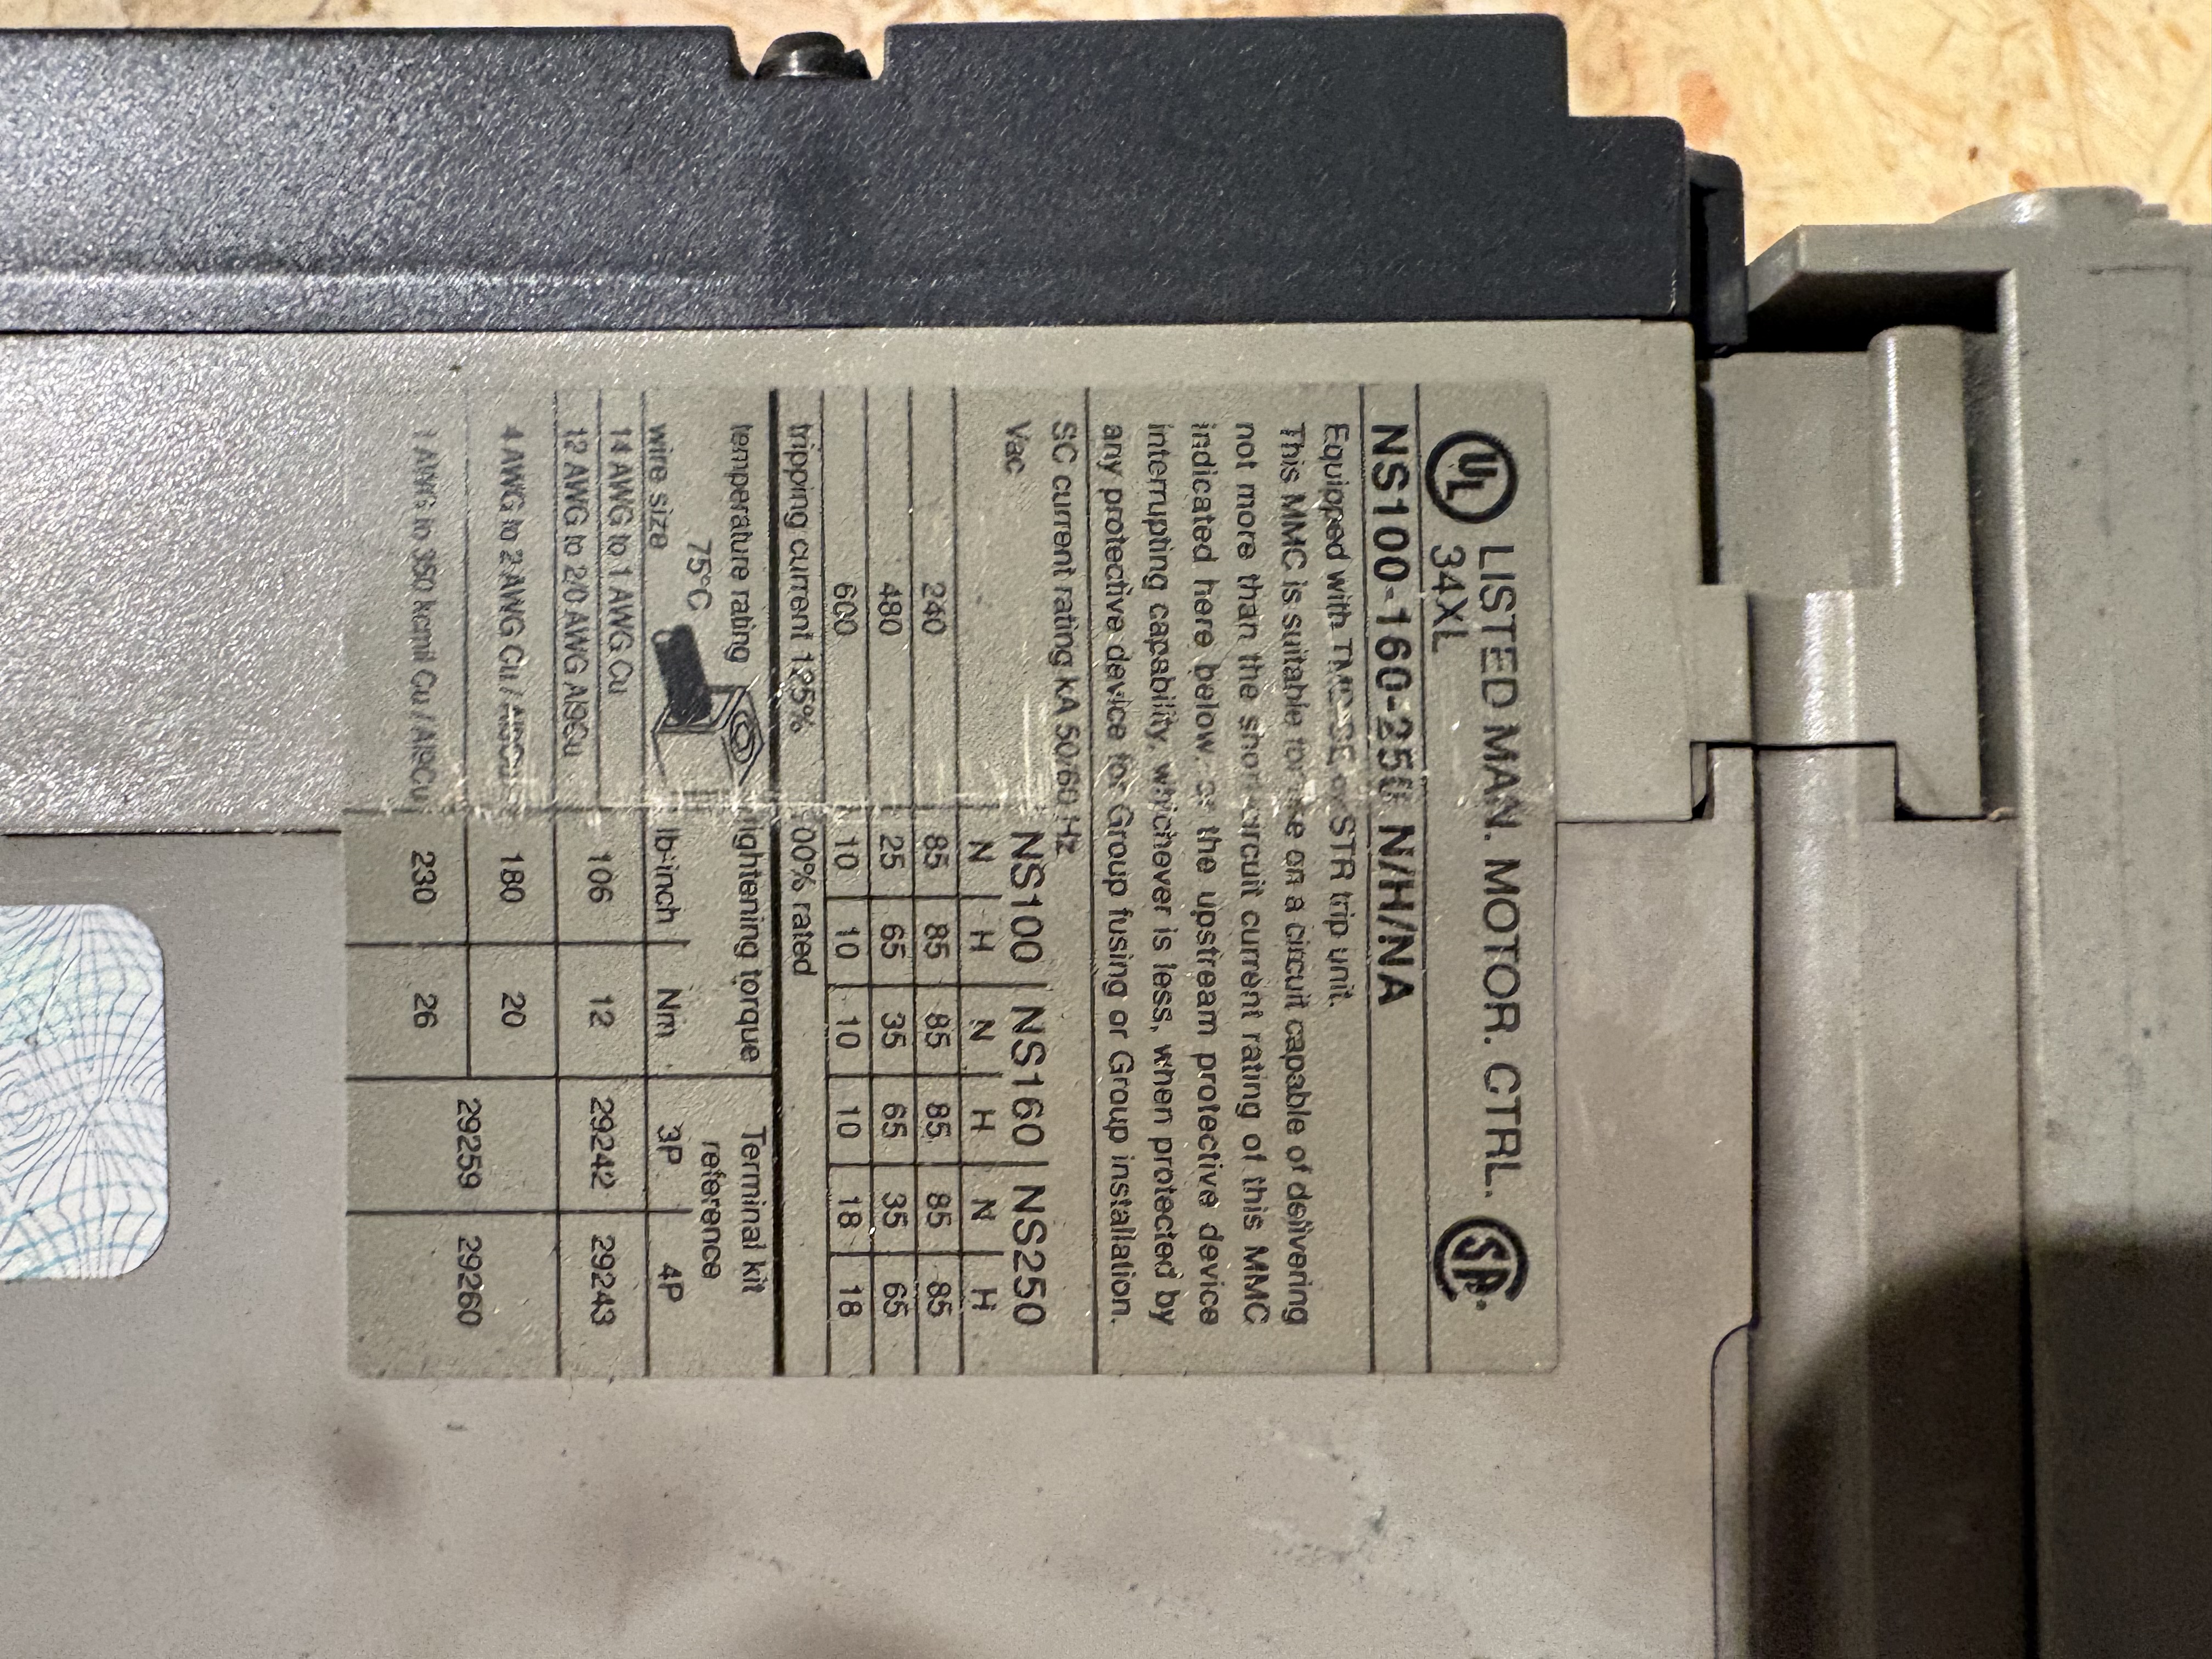 UL LISTED MAN. MOTOR. CTRL. SA
34XL
NS100-160-250 N/H/NA
Equipped with or STR trip unit.
This MMC is suitable for use on a circuit capable of delivering
not more than the short circuit current rating of this MMC
indicated here below, or the upstream protective device
interrupting capability, whichever is less, when protected by
any protective device for Group fusing or Group installation.
SC current rating kA 50/60 Hz
Vac NS100 NS160 NS250
N H N H N H
240 85 85 85 85 85 85
480 25 65 35 65 35 65
600 10 10 10 10 18 18
tripping current 125% 100% rated
temperature rating tightening torque Terminal kit
75°C reference
wire size lb-inch Nm 3P 4P
14 AWG to 1 AWG Cu
12 AWG to 2/0 AWG Al9Cu 106 12 29242 29243
4 AWG to 2 AWG Cu / Al9Cu 180 20
29259 29260
1 AWG to 350 kcmil Cu / Al9Cu 230 26